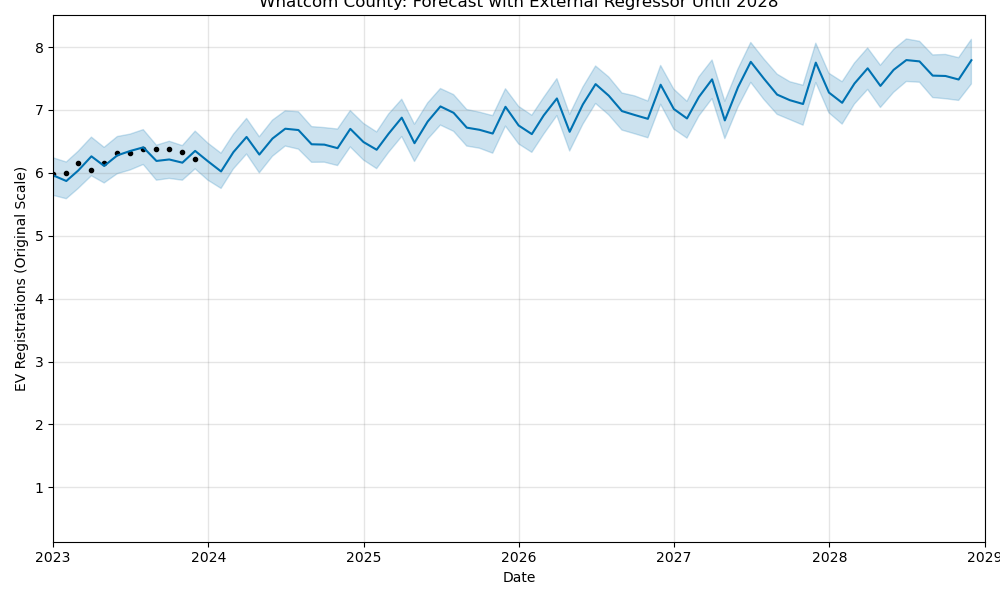 Whatcom County: Forecast with External Regressor Until 2028
EV Registrations (Original Scale)
8
7
6
5
4
3
2
1
2023 2024 2025 2026 2027 2028 2029
Date